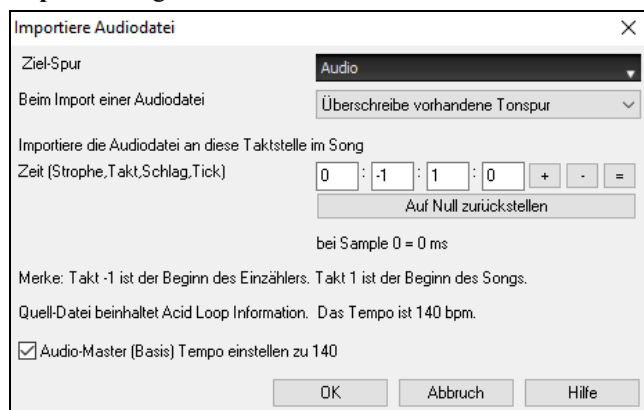 Importiere Audiodatei
Ziel-Spur
Audio
Beim Import einer Audiodatei
Überschreibe vorhandene Tonspur
Importiere die Audiodatei an diese Taktstelle im Song
Zeit (Strophe,Takt,Schlag,Tick)
0 : -1 : 1 : 0 + - =
Auf Null zurückstellen
bei Sample 0 = 0 ms
Merke: Takt -1 ist der Beginn des Einzählers. Takt 1 ist der Beginn des Songs.
Quell-Datei beinhaltet Acid Loop Information. Das Tempo ist 140 bpm.
Audio-Master (Basis) Tempo einstellen zu 140
OK Abbruch Hilfe